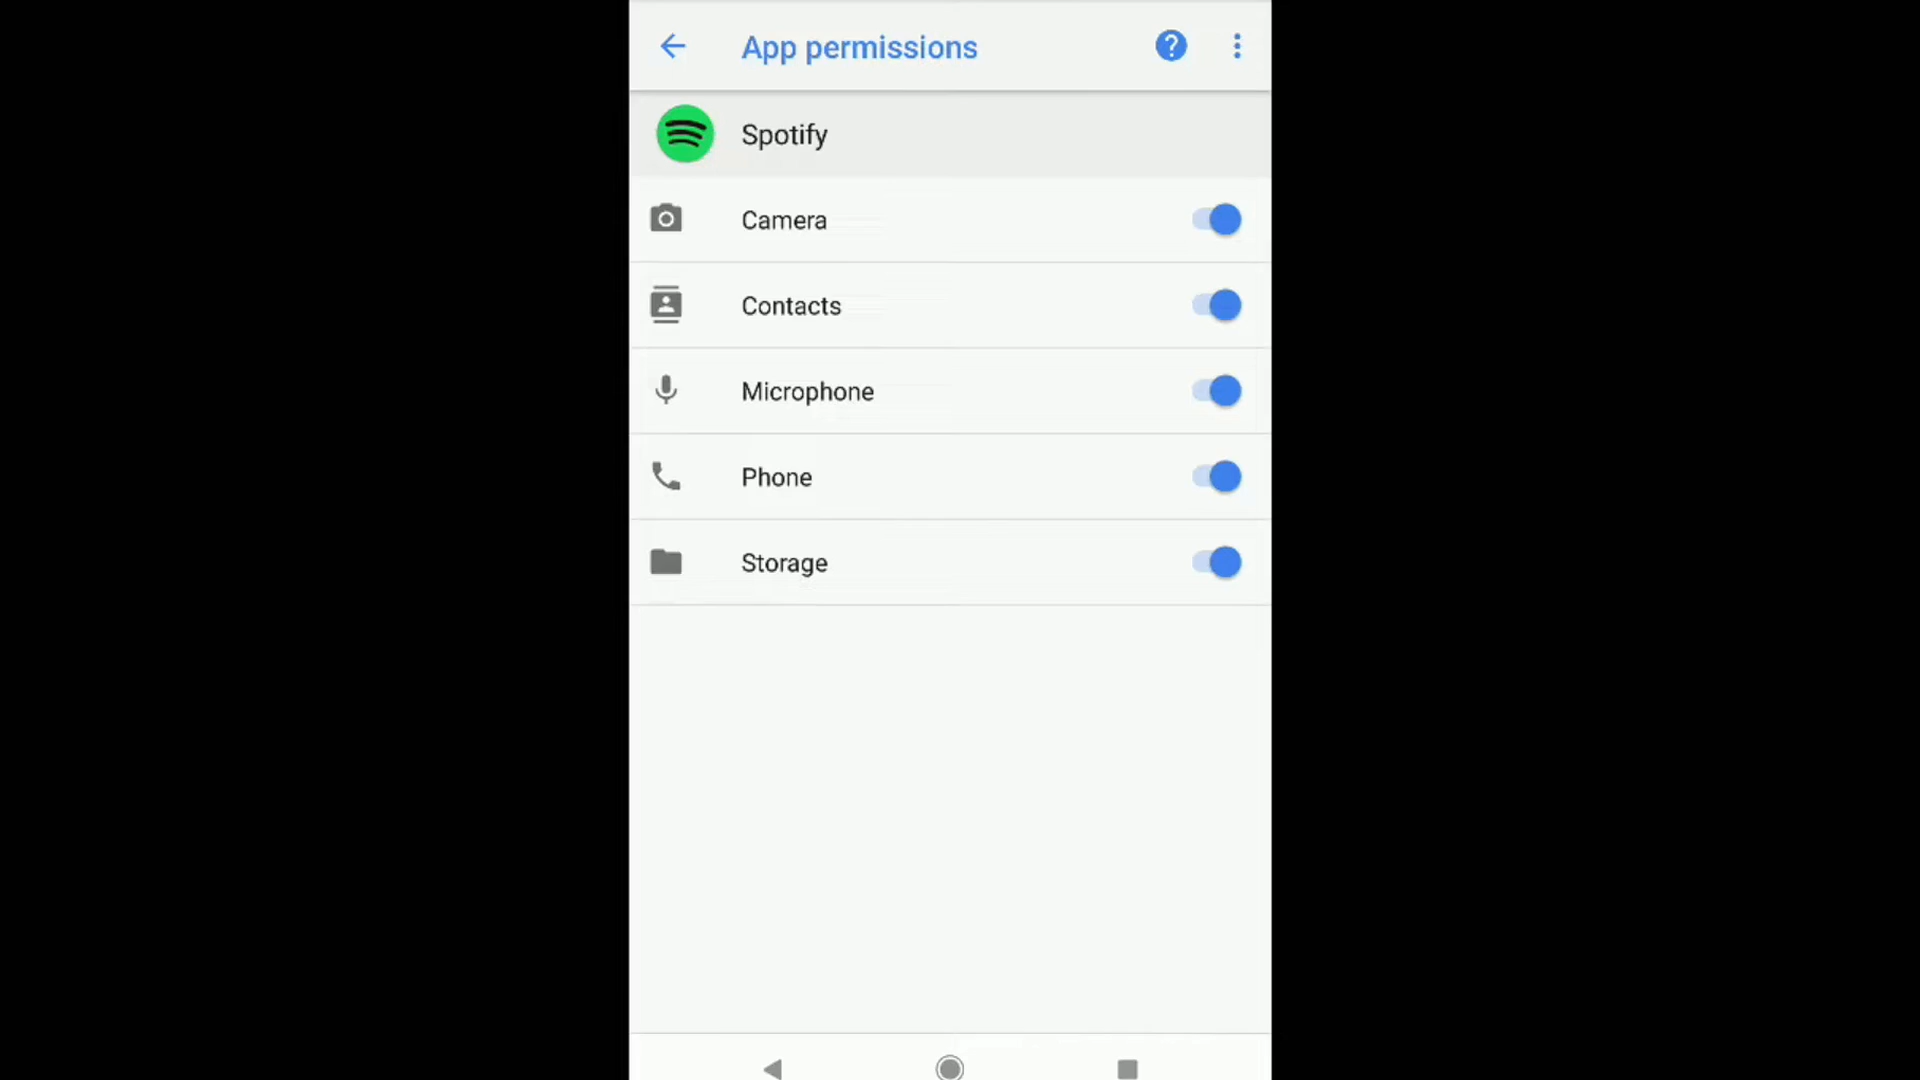 App permissions
Spotify
Camera
Contacts
Microphone
Phone
Storage